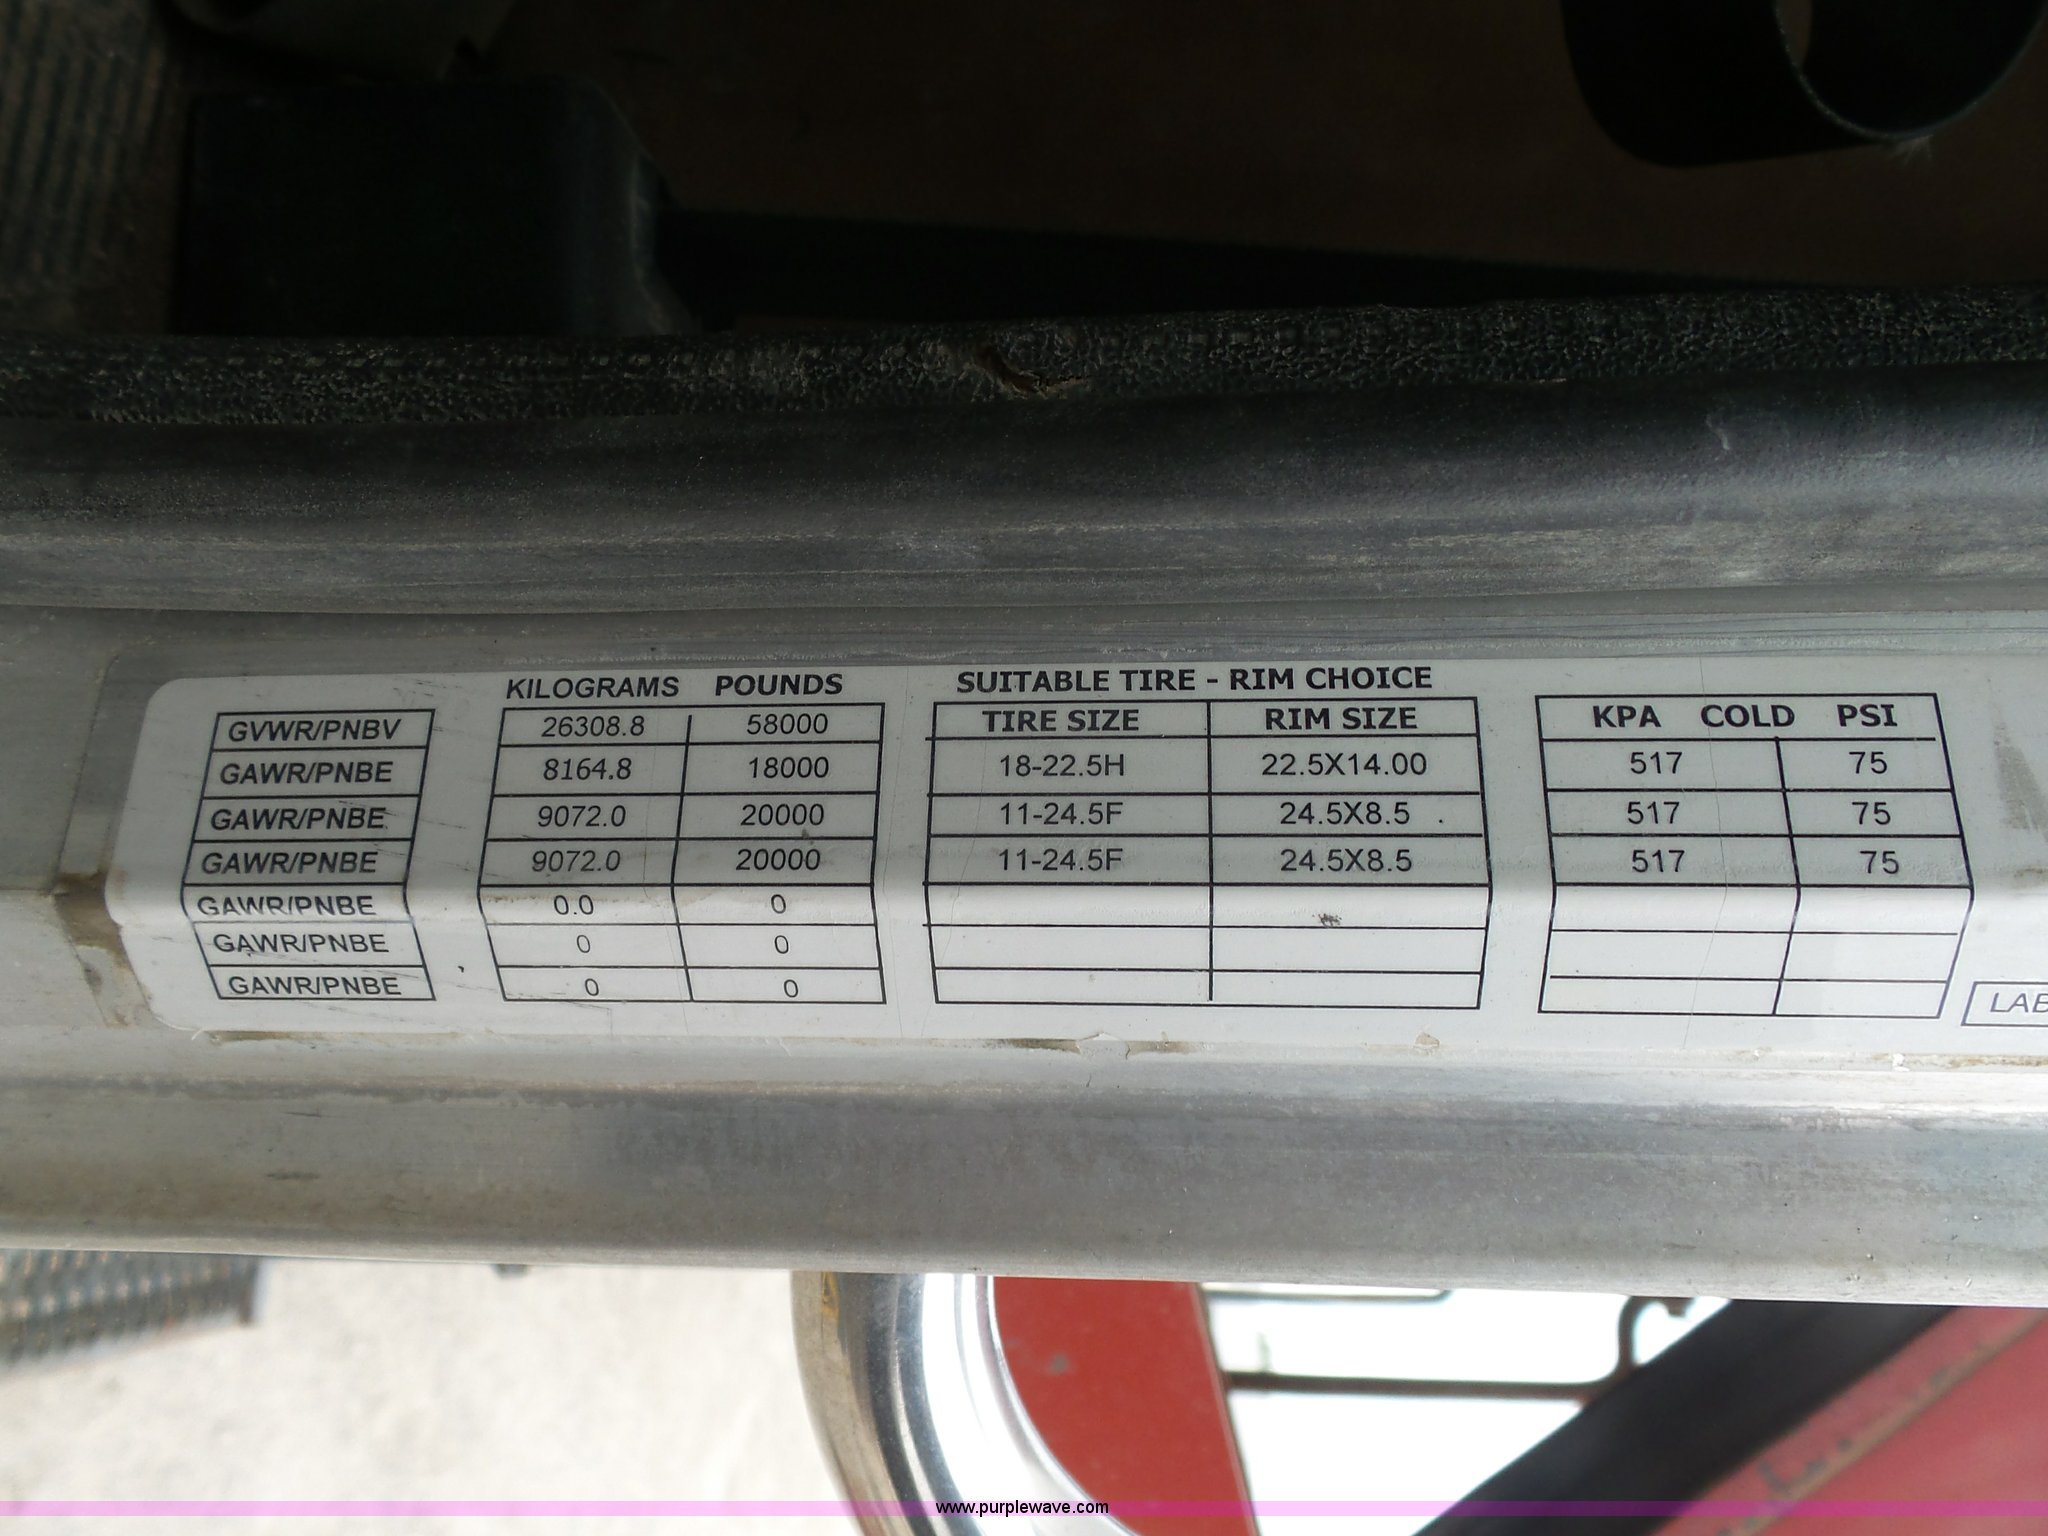 KILOGRAMS POUNDS SUITABLE TIRE - RIM CHOICE
GVWR/PNBV 26308.8 58000 TIRE SIZE RIM SIZE KPA COLD PSI
GAWR/PNBE 8164.8 18000 18-22.5H 22.5X14.00 517 75
GAWR/PNBE 9072.0 20000 11-24.5F 24.5X8.5 517 75
GAWR/PNBE 9072.0 20000 11-24.5F 24.5X8.5 517 75
GAWR/PNBE 0.0 0
GAWR/PNBE 0 0
GAWR/PNBE 0 0
LAB
www.purplewave.com